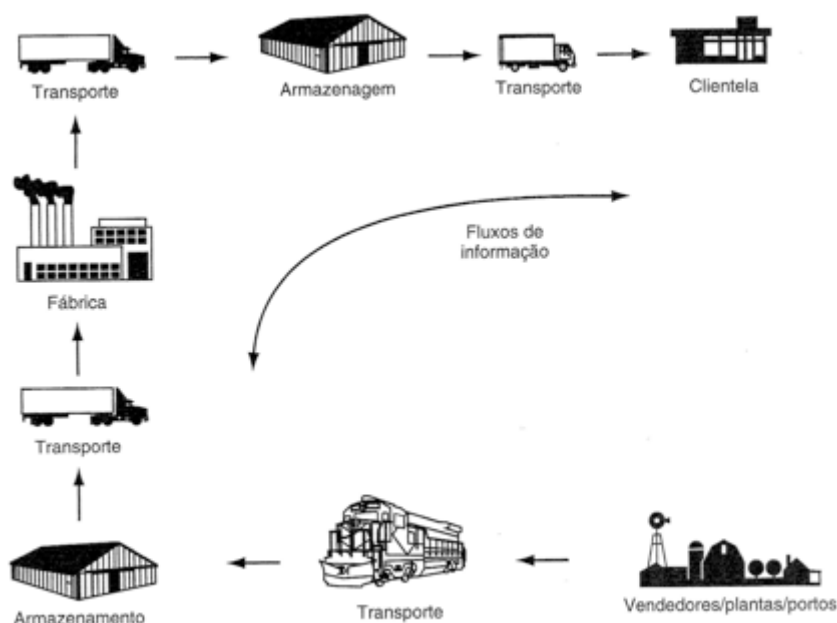 Transporte
Armazenagem
Transporte
Clientela
Fluxos de
informação
Fábrica
Transporte
Armazenamento
Transporte
Vendedores/plantas/portos